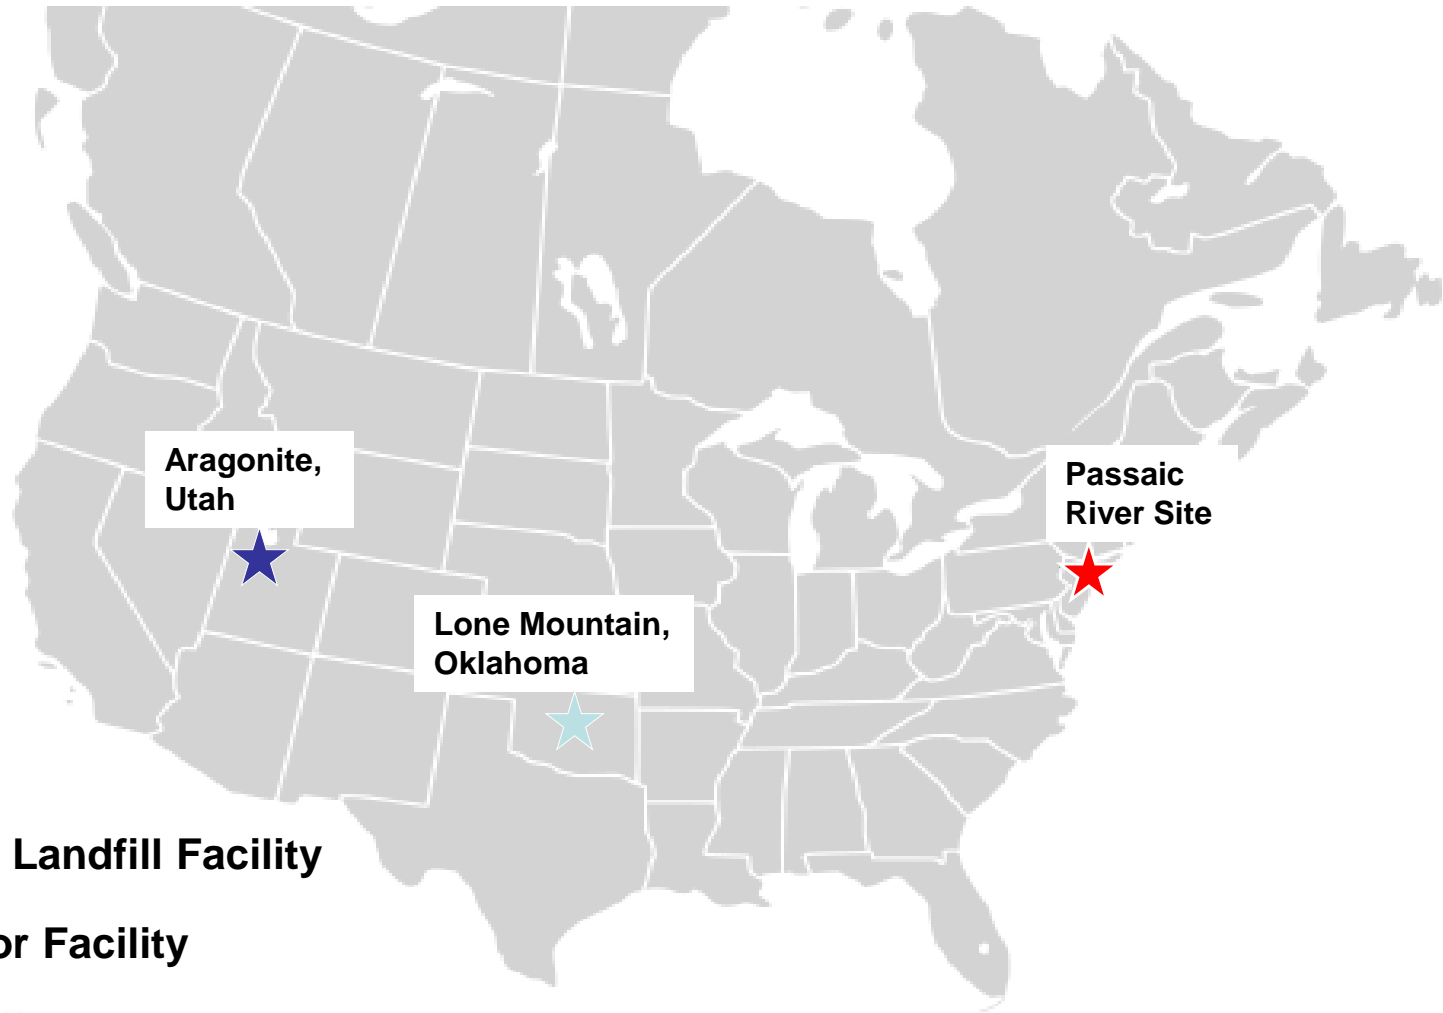 Aragonite,
Utah
Passaic
River Site
Lone Mountain,
Oklahoma
Landfill Facility
or Facility